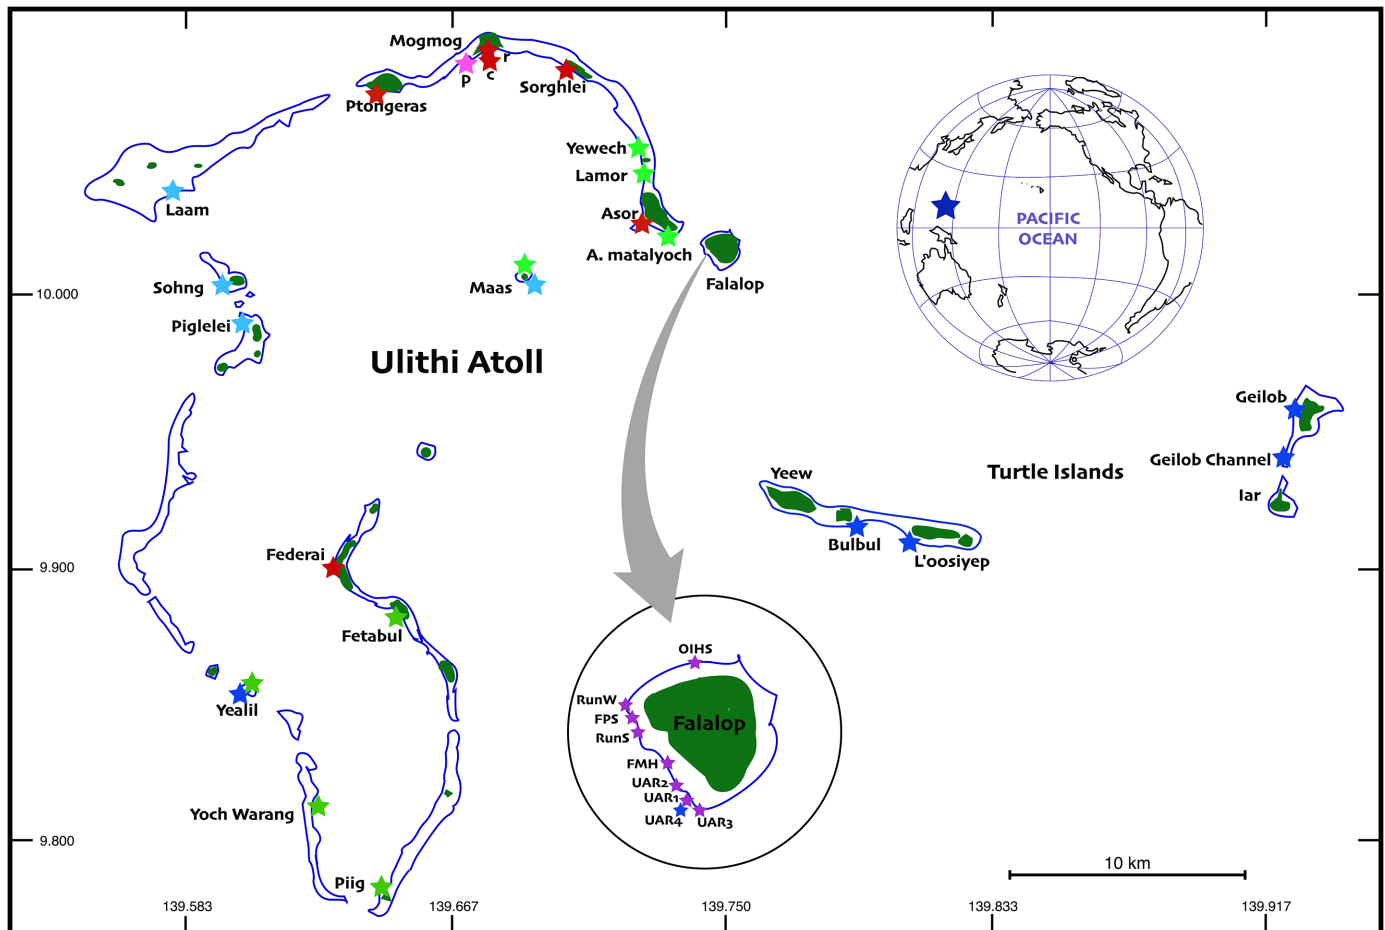 Mogmog
r
c
p
Ptongeras
Sorghlei
Yewech
Lamor
Laam
Asor
A. matalyoch
Falalop
PACIFIC
OCEAN
Sohng
Maas
10.000
Piglelei
Ulithi Atoll
Geilob
Geilob Channel
Turtle Islands
Yeew
Iar
Bulbul
L'oosiyep
Federai
9.900
Fetabul
OIHS
RunW
FPS
RunS
Falalop
Yealil
FMH
UAR2
UAR1
UAR4
UAR3
Yoch Warang
9.800
10 km
Piig
139.583
139.667
139.750
139.833
139.917